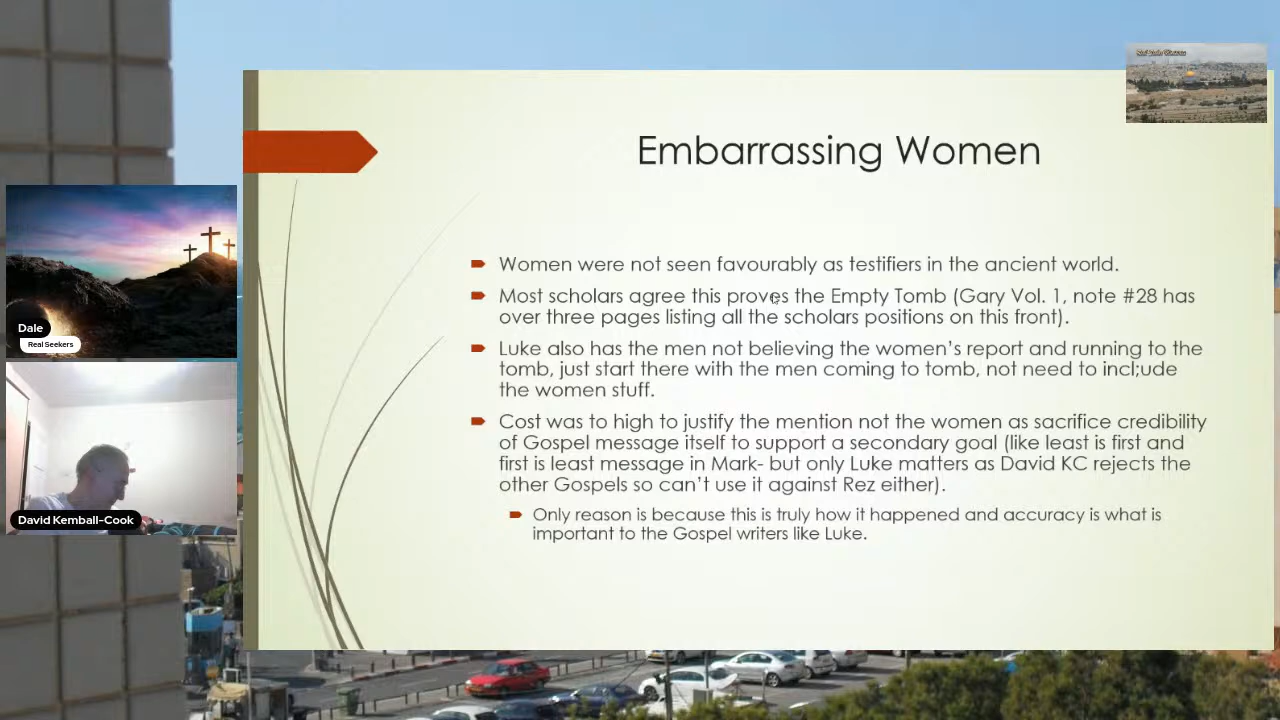 Embarrassing Women
Women were not seen favourably as testifiers in the ancient world.
Most scholars agree this proves the Empty Tomb (Gary Vol. 1, note #28 has
over three pages listing all the scholars positions on this front).
Luke also has the men not believing the women's report and running to the
tomb, just start there with the men coming to tomb, not need to incl;ude
the women stuff.
Cost was to high to justify the mention not the women as sacrifice credibility
of Gospel message itself to support a secondary goal (like least is first and
first is least message in Mark- but only Luke matters as David KC rejects the
other Gospels so can't use it against Rez either).
Only reason is because this is truly how it happened and accuracy is what is
important to the Gospel writers like Luke.
Dale
Real Seekers
David Kemball-Cook